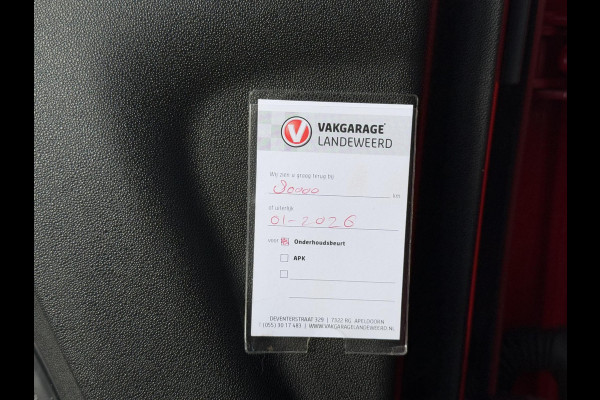 VAKGARAGE
LANDEWEERD
Wij zien u graag terug bij
90000 km
of uiterlijk
01-2026
voor Onderhoudsbeurt
APK
DEVENTERSTRAAT 329 | 7322 RG APELDOORN
(055) 30 17 483 | WWW.VAKGARAGELANDEWEERD.NL